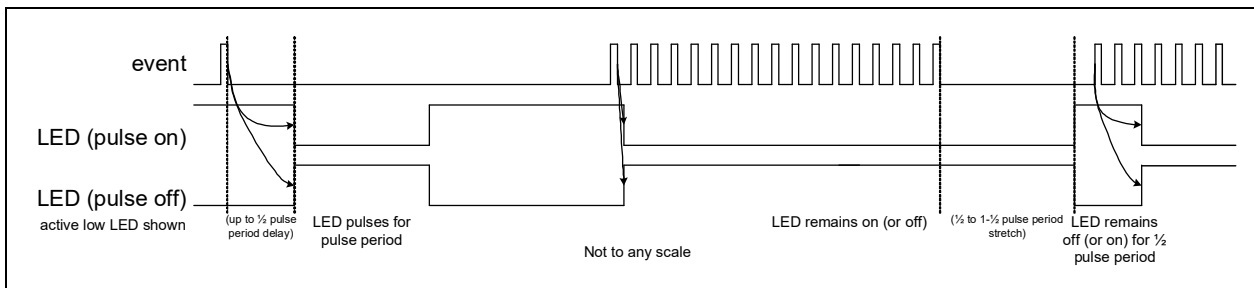 event
LED (pulse on)
LED (pulse off)
active low LED shown
(up to ½ pulse
period delay)
LED pulses for
pulse period
Not to any scale
LED remains on (or off)
(½ to 1-½ pulse period
stretch)
LED remains
off (or on) for ½
pulse period